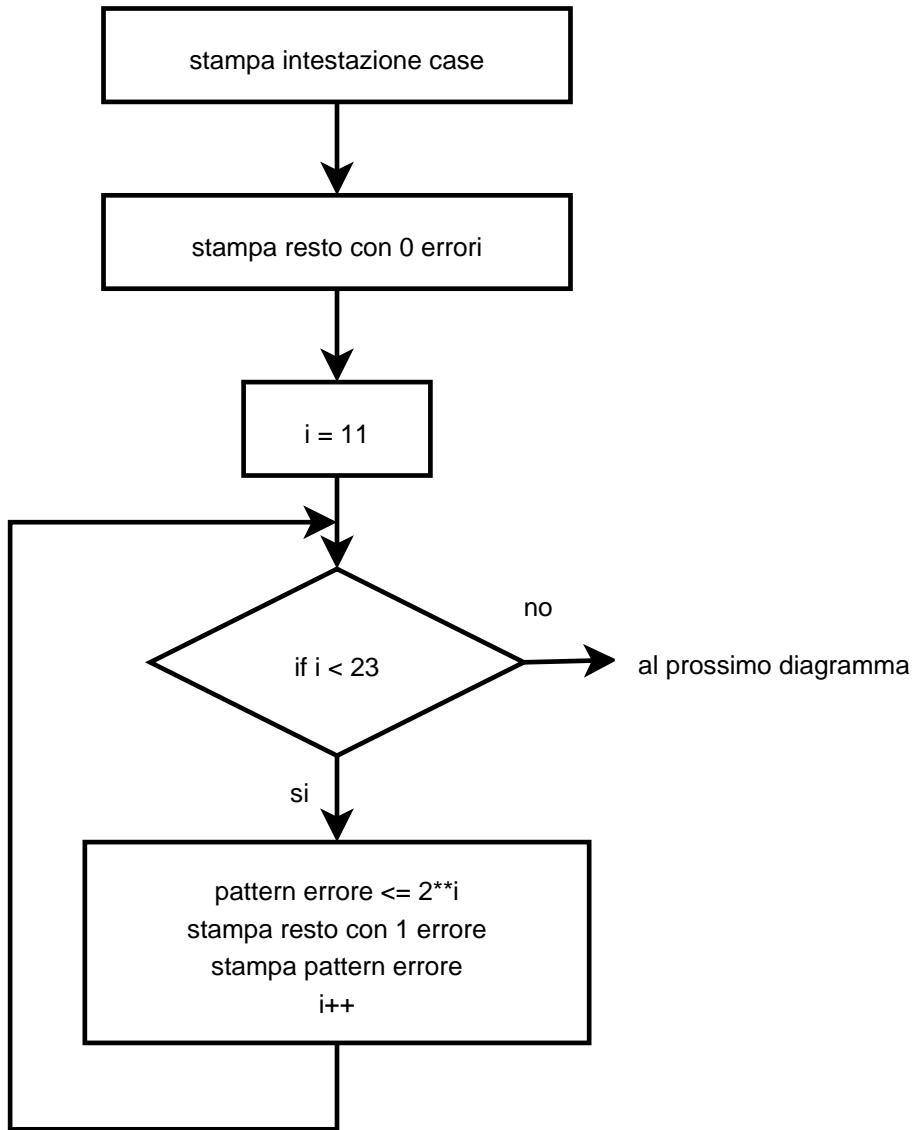 stampa intestazione case
stampa resto con 0 errori
i = 11
if i < 23
no
al prossimo diagramma
si
pattern errore <= 2**i
stampa resto con 1 errore
stampa pattern errore
i++